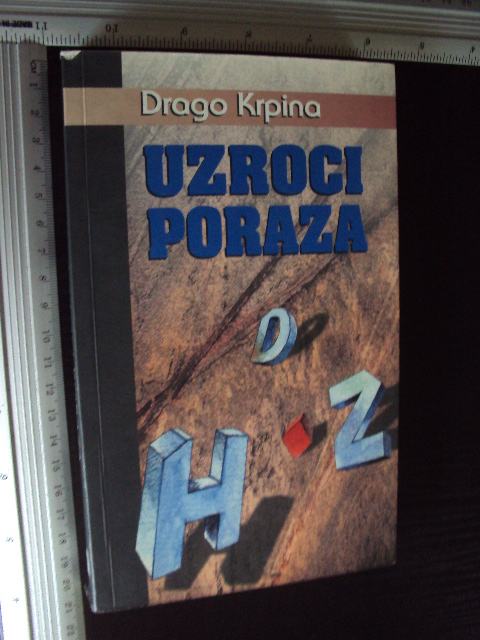 Drago Krpina
UZROCI
PORAZA
D
H
Z